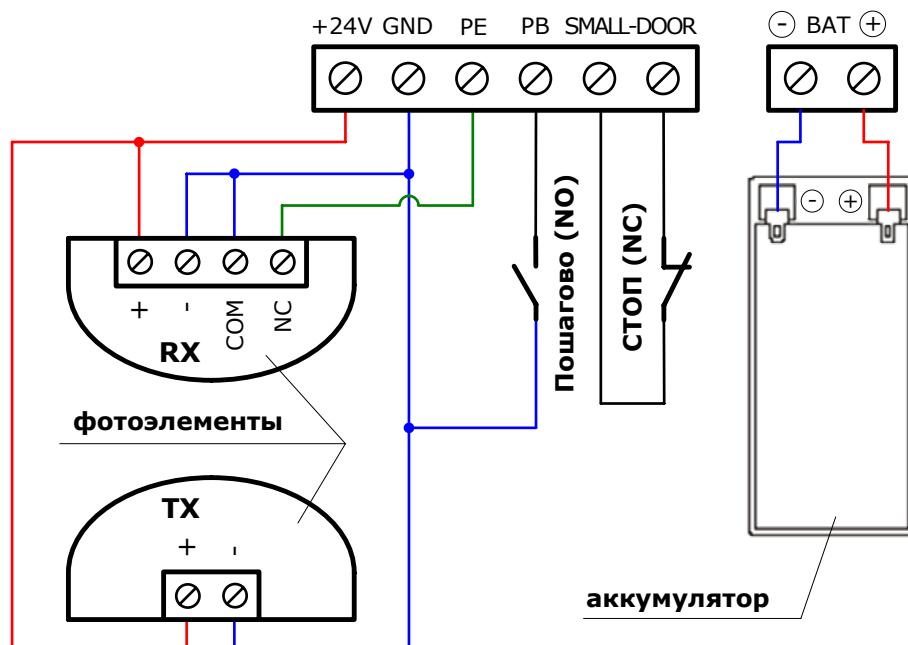 +24V GND PE PB SMALL-DOOR
- BAT +
- +
Пошагово (NO)
СТОП (NC)
+ - COM NC
RX
фотоэлементы
TX
+ -
аккумулятор